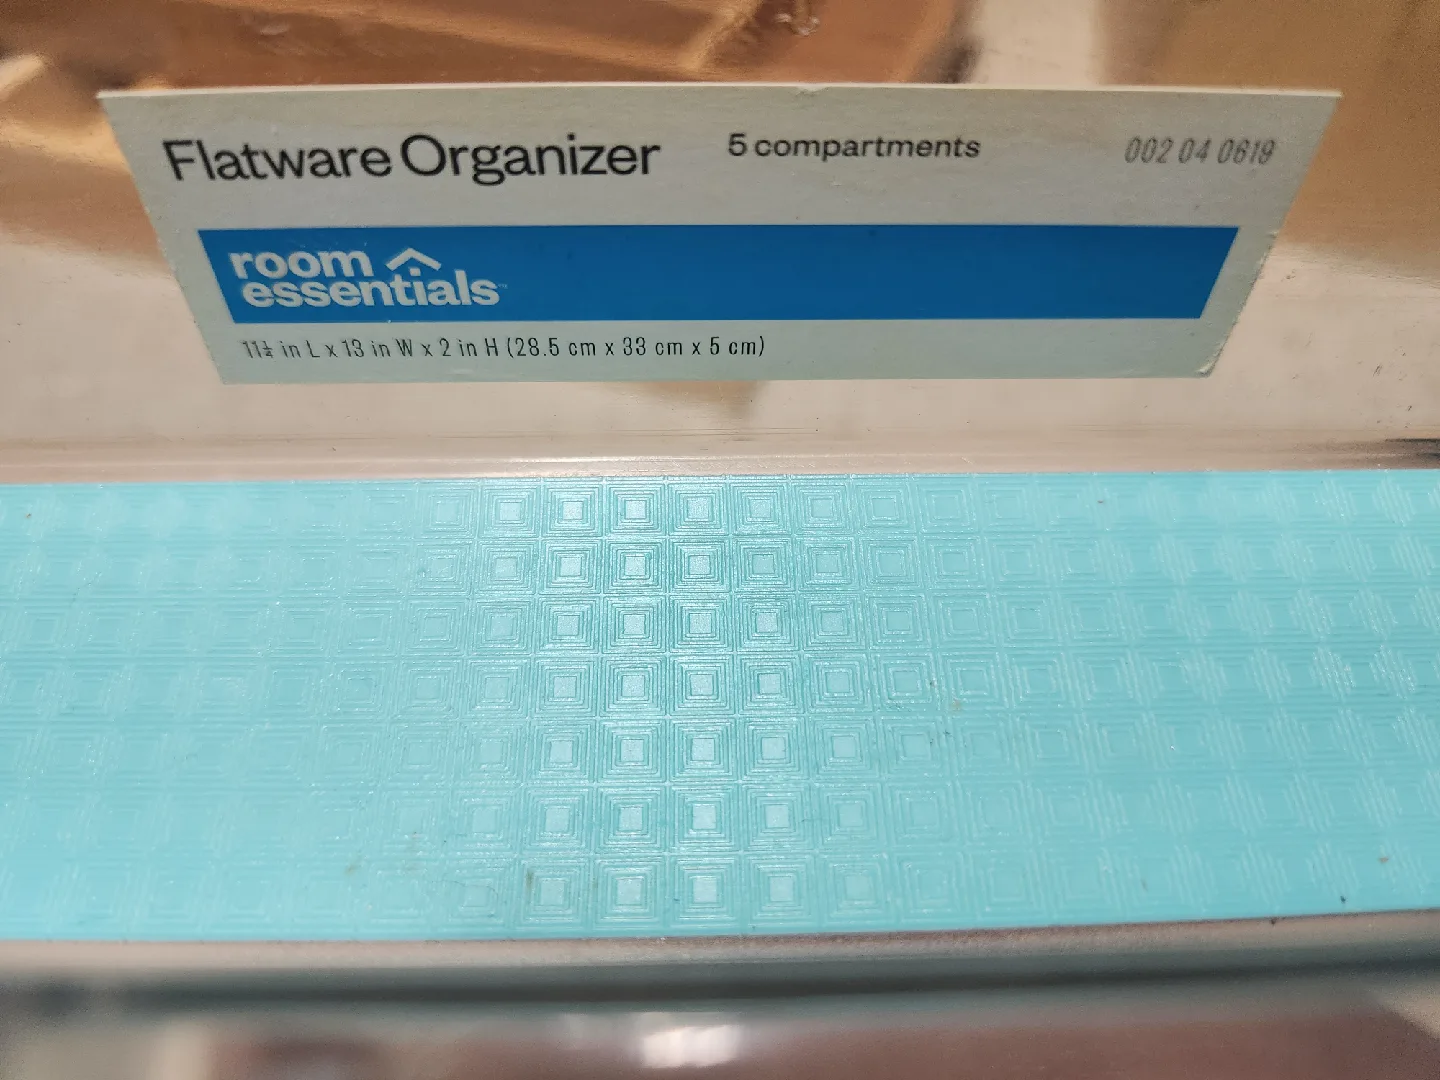 Flatware Organizer 5 compartments 002 04 0619
room
essentials™
11¼ in L x 13 in W x 2 in H (28.5 cm x 33 cm x 5 cm)